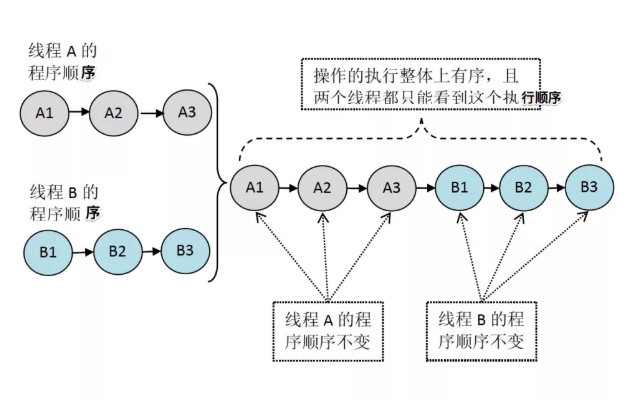 线程 A 的
程序顺序
A1 A2 A3
线程 B 的
程序顺序
B1 B2 B3
操作的执行整体上有序，且
两个线程都只能看到这个执行顺序
A1 A2 A3 B1 B2 B3
线程 A 的程
序顺序不变
线程 B 的程
序顺序不变